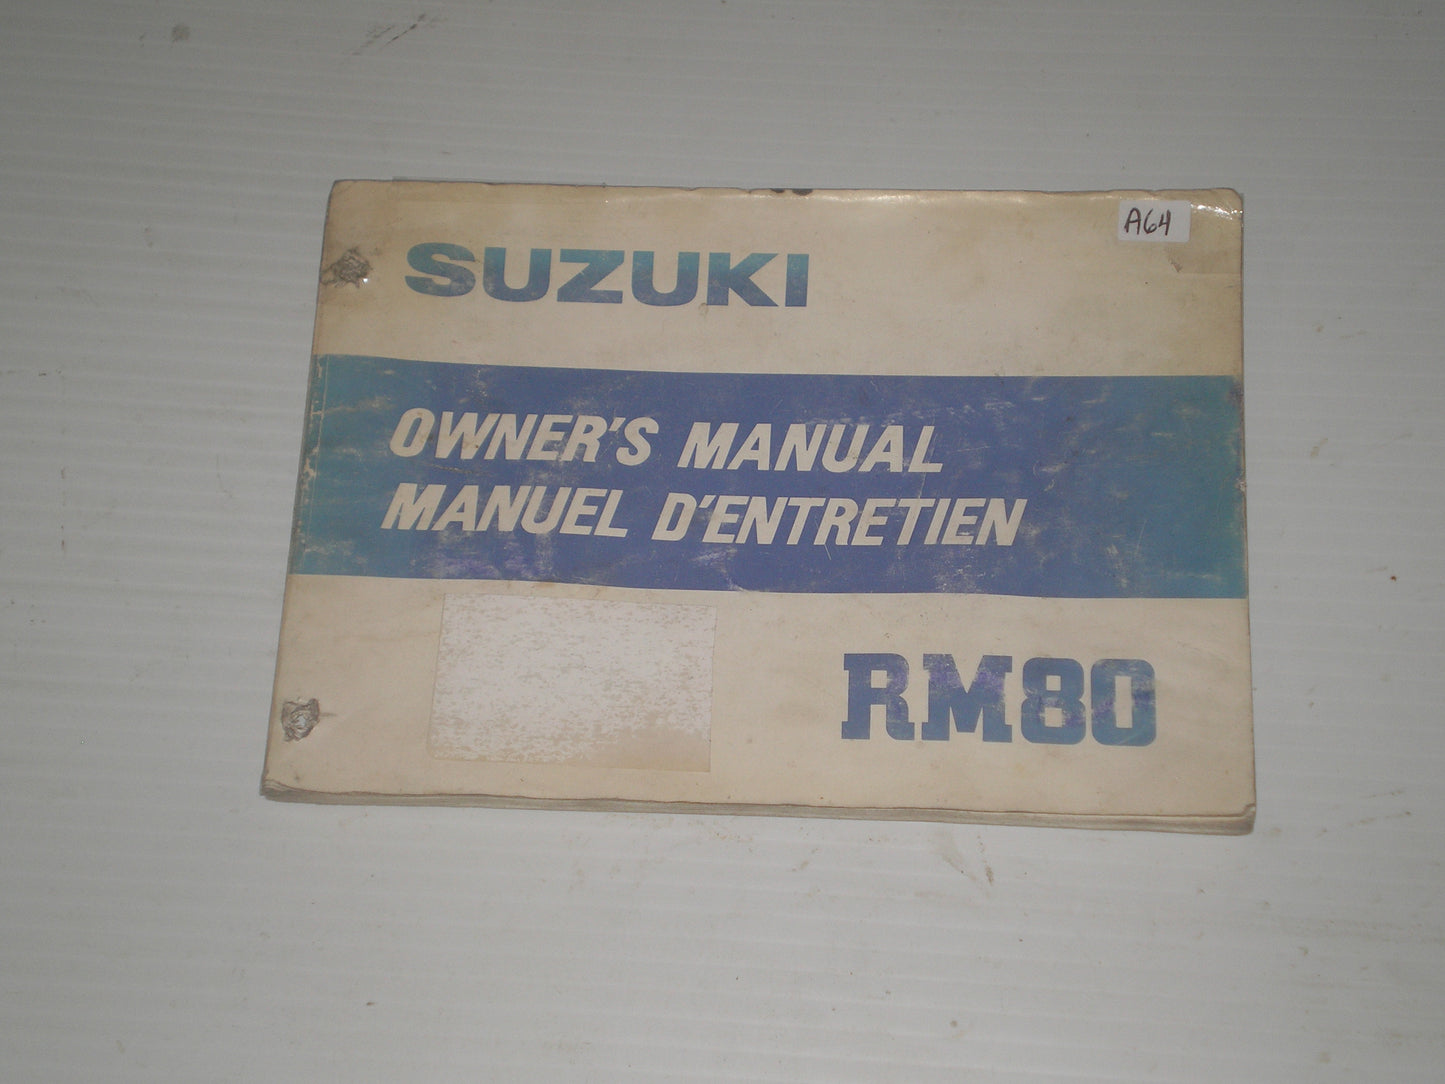 A64
SUZUKI
OWNER'S MANUAL
MANUEL D'ENTRETIEN
RM80